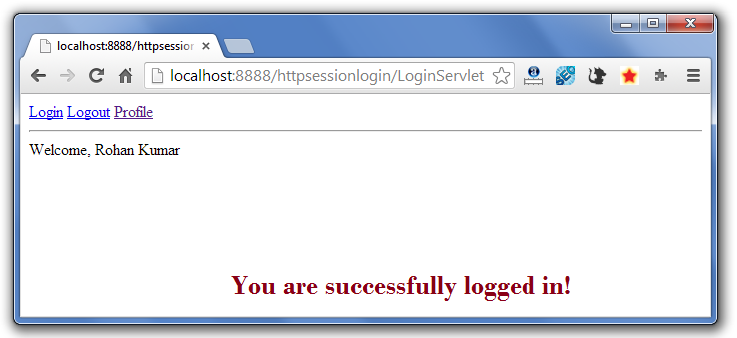 localhost:8888/httpsession
localhost:8888/httpsessionlogin/LoginServlet
Login Logout Profile
Welcome, Rohan Kumar
You are successfully logged in!